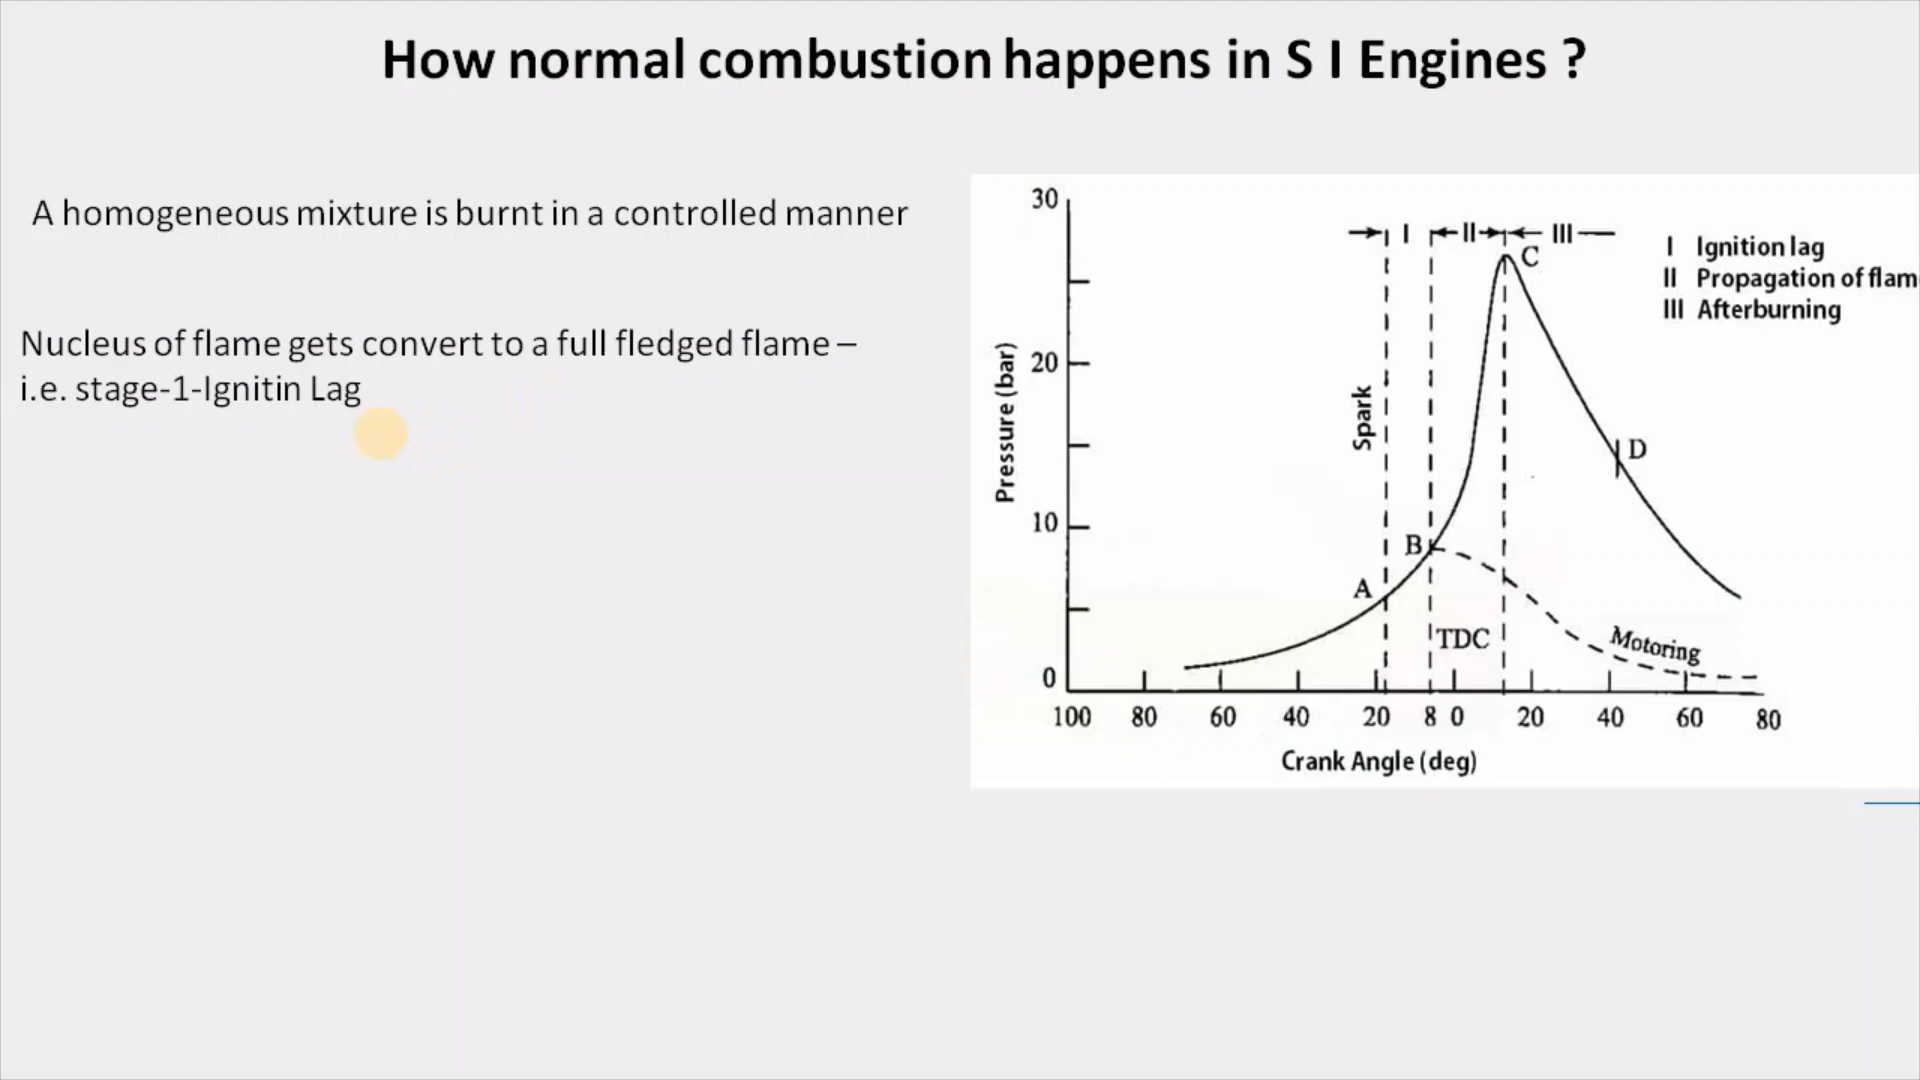 How normal combustion happens in S I Engines ?
A homogeneous mixture is burnt in a controlled manner
Nucleus of flame gets convert to a full fledged flame –
i.e. stage-1-Ignitin Lag
30
20
10
0
Pressure (bar)
I
II
III
Spark
A
B
C
D
TDC
Motoring
I Ignition lag
II Propagation of flam
III Afterburning
100 80 60 40 20 8 0 20 40 60 80
Crank Angle (deg)